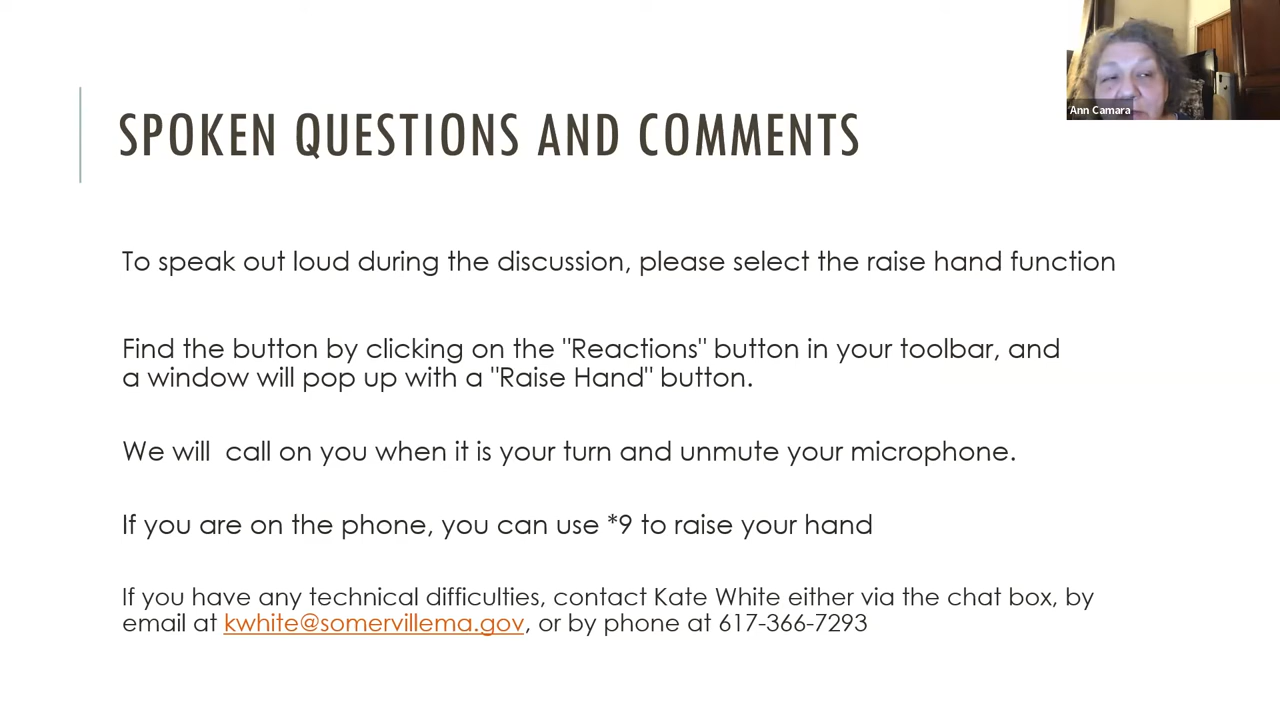 SPOKEN QUESTIONS AND COMMENTS
Ann Camara
To speak out loud during the discussion, please select the raise hand function
Find the button by clicking on the "Reactions" button in your toolbar, and
a window will pop up with a "Raise Hand" button.
We will  call on you when it is your turn and unmute your microphone.
If you are on the phone, you can use *9 to raise your hand
If you have any technical difficulties, contact Kate White either via the chat box, by
email at kwhite@somervillema.gov, or by phone at 617-366-7293